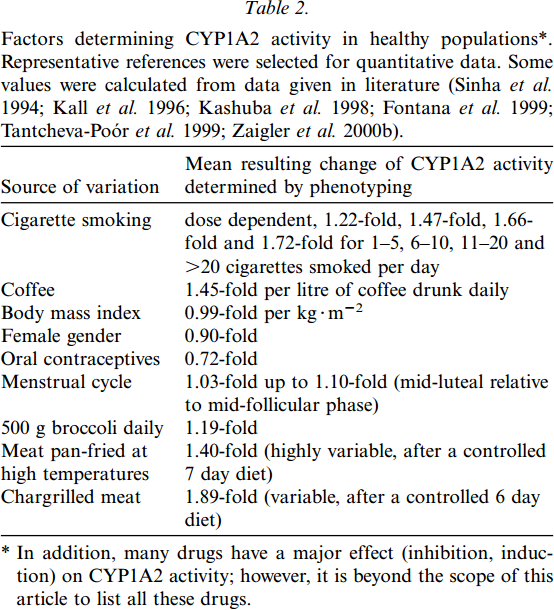 Table 2.
Factors determining CYP1A2 activity in healthy populations*.
Representative references were selected for quantitative data. Some
values were calculated from data given in literature (Sinha et al.
1994; Kall et al. 1996; Kashuba et al. 1998; Fontana et al. 1999;
Tantcheva-Poór et al. 1999; Zaigler et al. 2000b).
Mean resulting change of CYP1A2 activity
Source of variation determined by phenotyping
Cigarette smoking dose dependent, 1.22-fold, 1.47-fold, 1.66-
fold and 1.72-fold for 1–5, 6–10, 11–20 and
>20 cigarettes smoked per day
Coffee 1.45-fold per litre of coffee drunk daily
Body mass index 0.99-fold per kg·m⁻²
Female gender 0.90-fold
Oral contraceptives 0.72-fold
Menstrual cycle 1.03-fold up to 1.10-fold (mid-luteal relative
to mid-follicular phase)
500 g broccoli daily 1.19-fold
Meat pan-fried at 1.40-fold (highly variable, after a controlled
high temperatures 7 day diet)
Chargrilled meat 1.89-fold (variable, after a controlled 6 day
diet)
* In addition, many drugs have a major effect (inhibition, induc-
tion) on CYP1A2 activity; however, it is beyond the scope of this
article to list all these drugs.